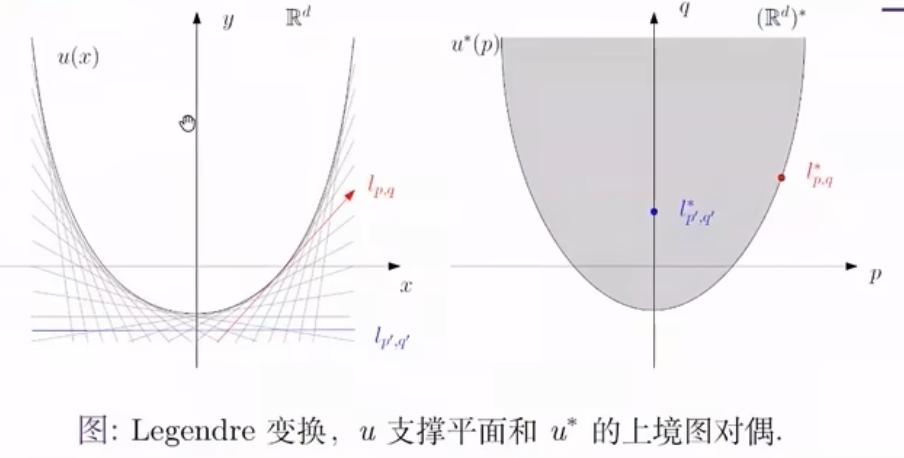 y
ℝ^d
u(x)
l_{p,q}
x
l_{p',q'}
q
(ℝ^d)*
u*(p)
l*_{p,q}
l*_{p',q'}
p
图: Legendre 变换, u 支撑平面和 u* 的上境图对偶.